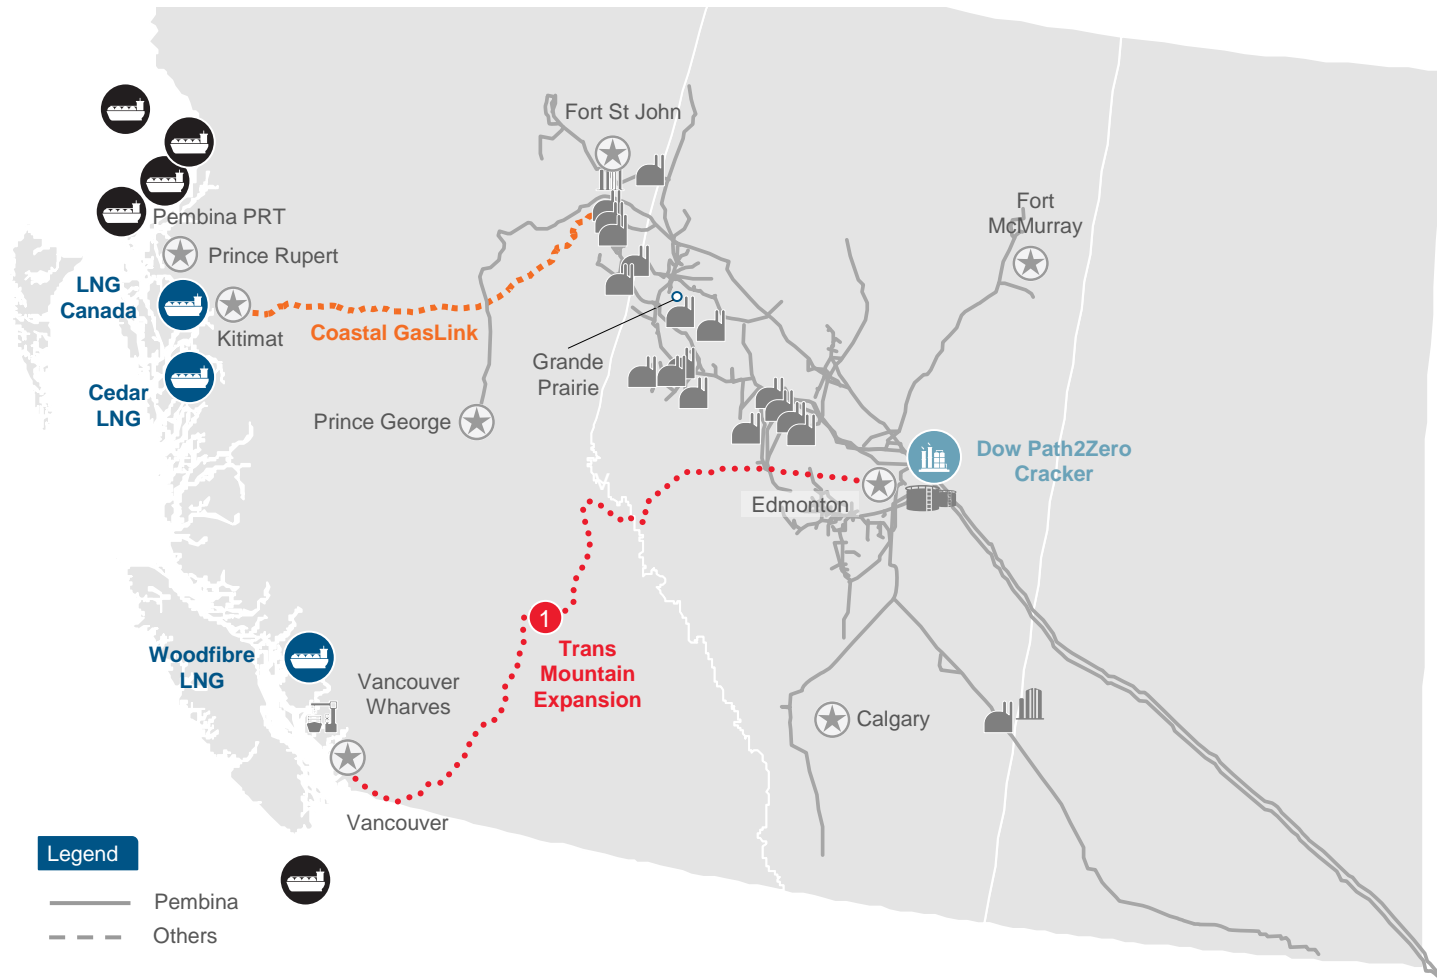 Fort St John
Fort
McMurray
Pembina PRT
Prince Rupert
LNG
Canada
Kitimat
Coastal GasLink
Grande
Prairie
Cedar
LNG
Prince George
Dow Path2Zero
Cracker
Edmonton
1
Trans
Mountain
Expansion
Woodfibre
LNG
Vancouver
Wharves
Calgary
Vancouver
Legend
Pembina
Others